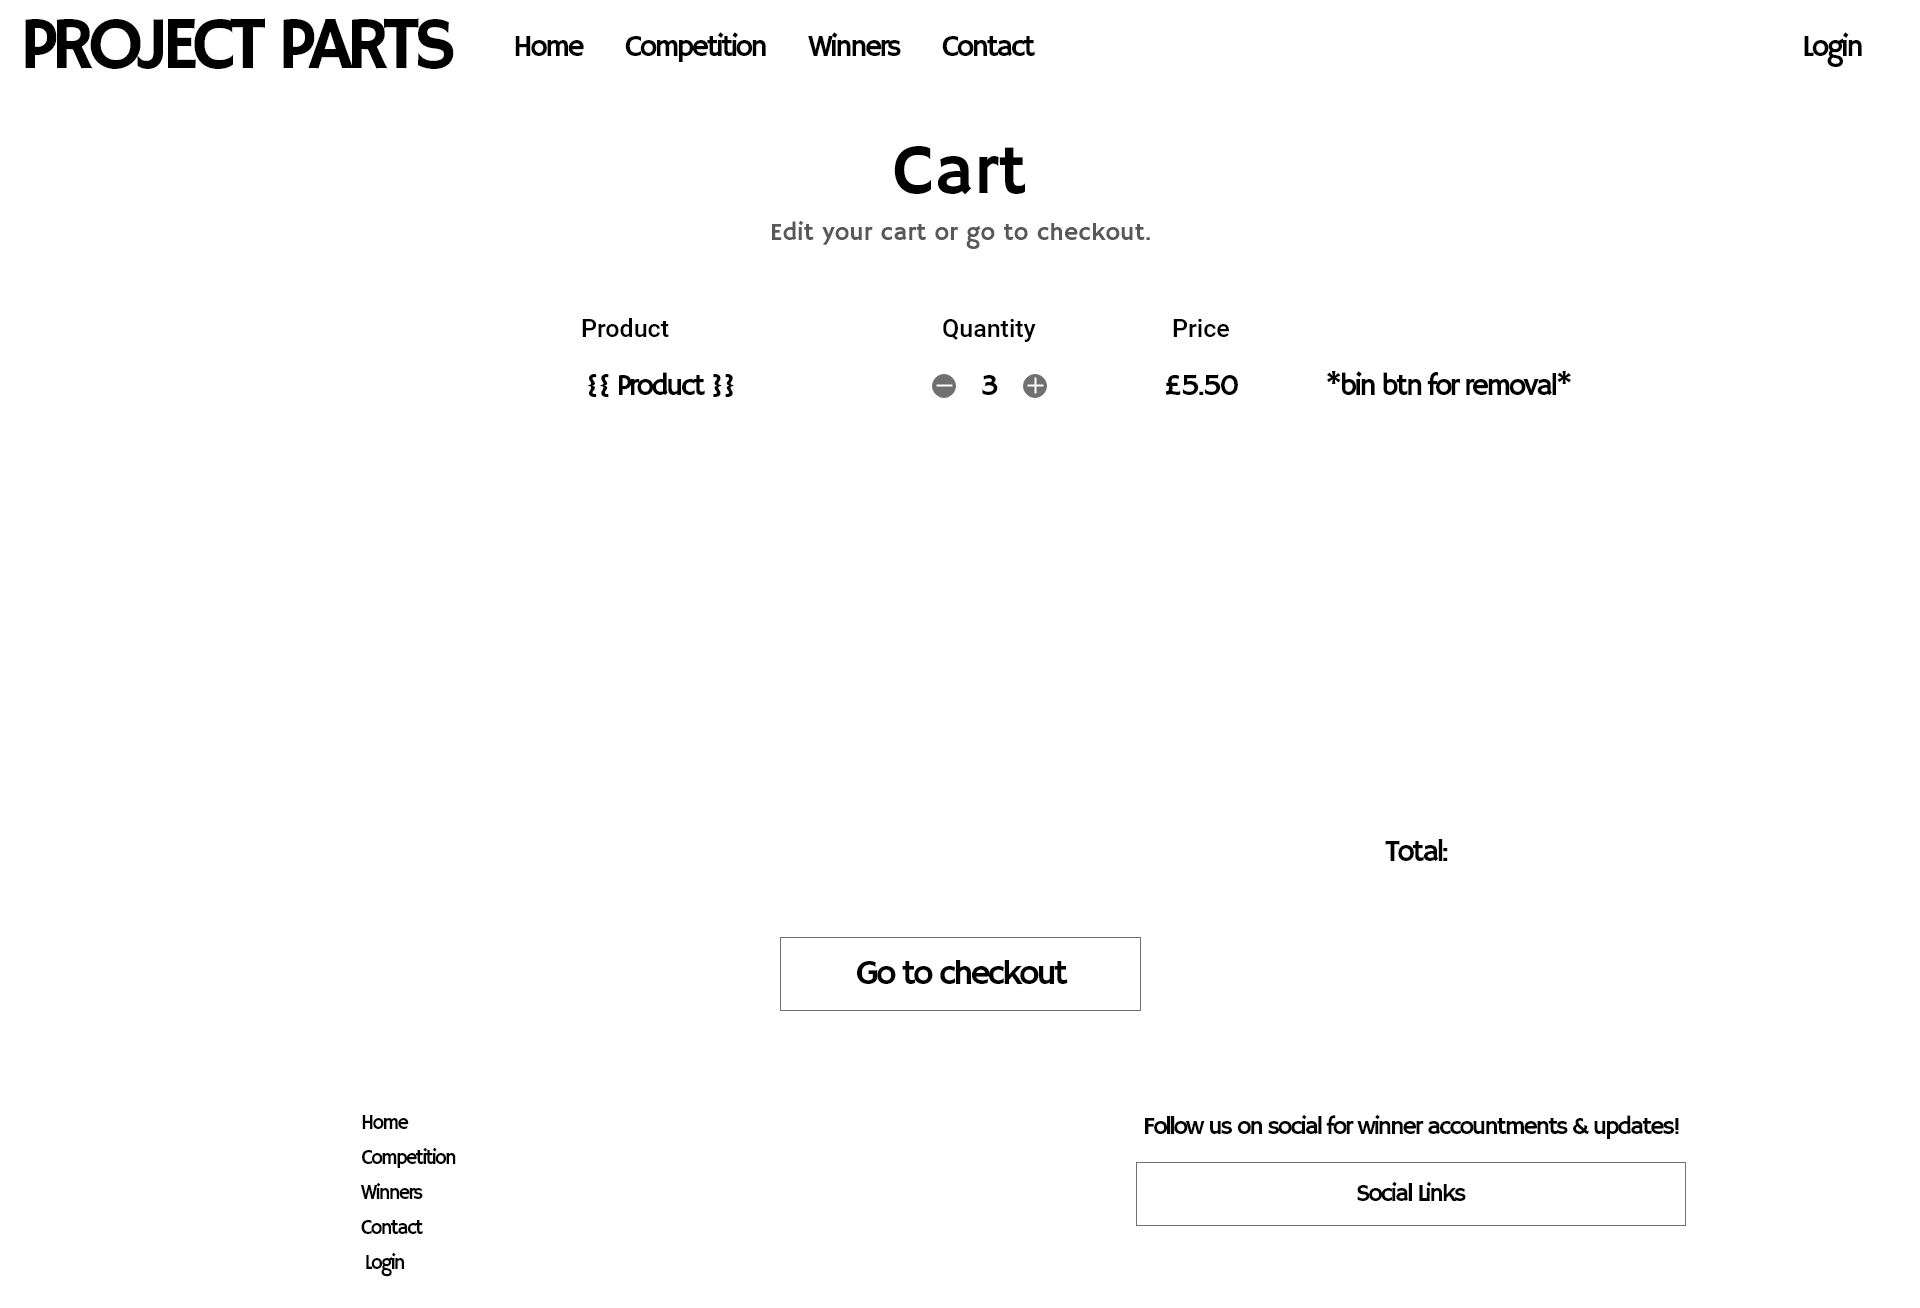 PROJECT PARTS Home Competition Winners Contact Login
Cart
Edit your cart or go to checkout.
Product Quantity Price
{{ Product }} 3 £5.50 *bin btn for removal*
Total:
Go to checkout
Home
Competition
Winners
Contact
Login
Follow us on social for winner accountments & updates!
Social Links